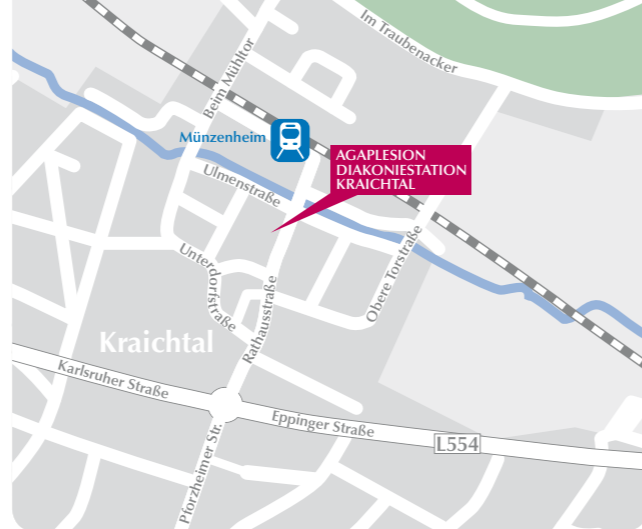 Im Traubenacker
Beim Mühltor
Münzenheim
AGAPLESION
DIAKONIESTATION
KRAICHTAL
Ulmenstraße
Unterdorfstraße
Obere Torstraße
Rathausstraße
Kraichtal
Karlsruher Straße
Eppinger Straße
L554
Pforzheimer Str.